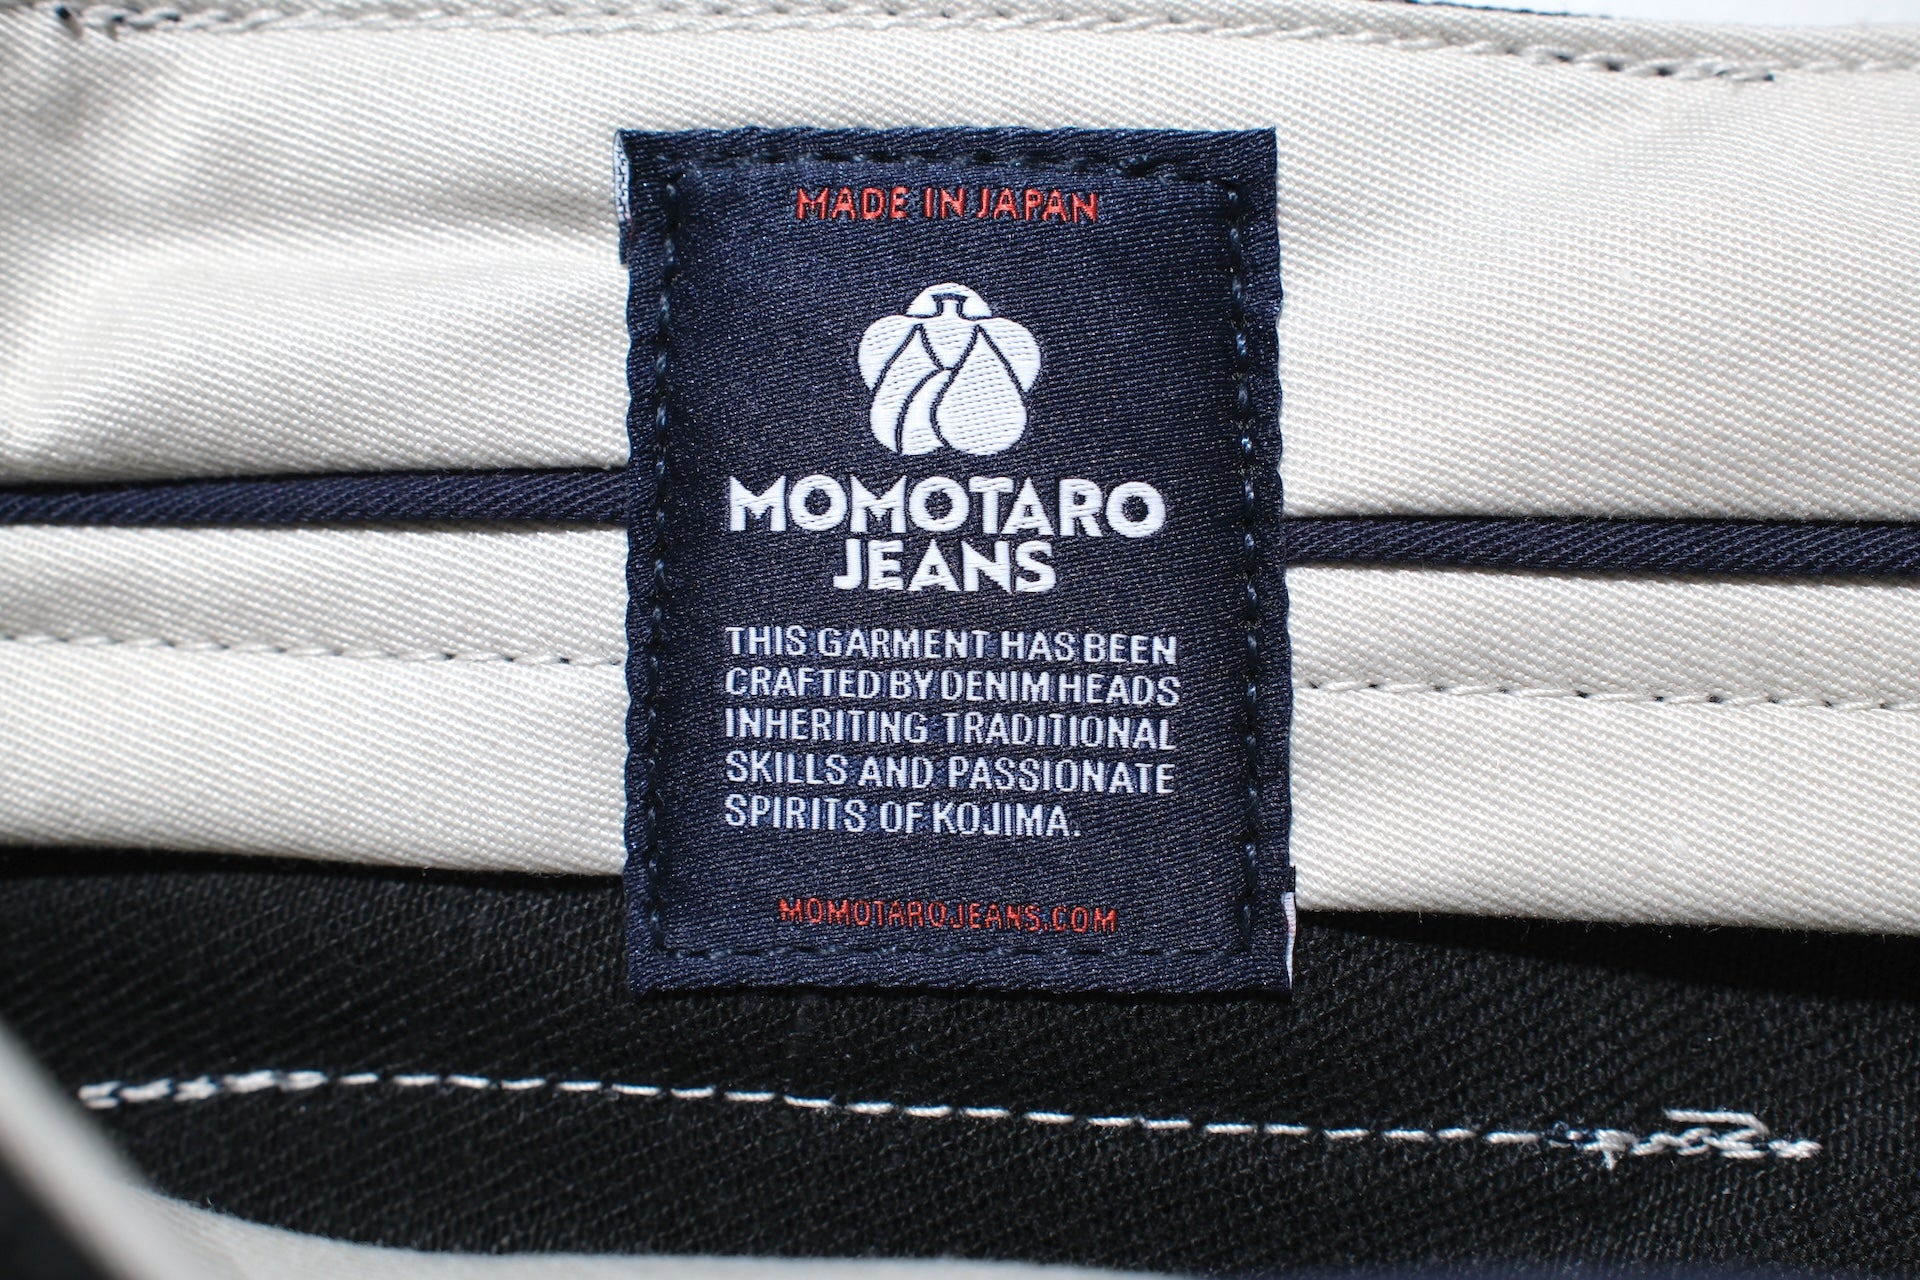 MADE IN JAPAN
MOMOTARO
JEANS
THIS GARMENT HAS BEEN
CRAFTED BY DENIM HEADS
INHERITING TRADITIONAL
SKILLS AND PASSIONATE
SPIRITS OF KOJIMA.
MOMOTAROJEANS.COM